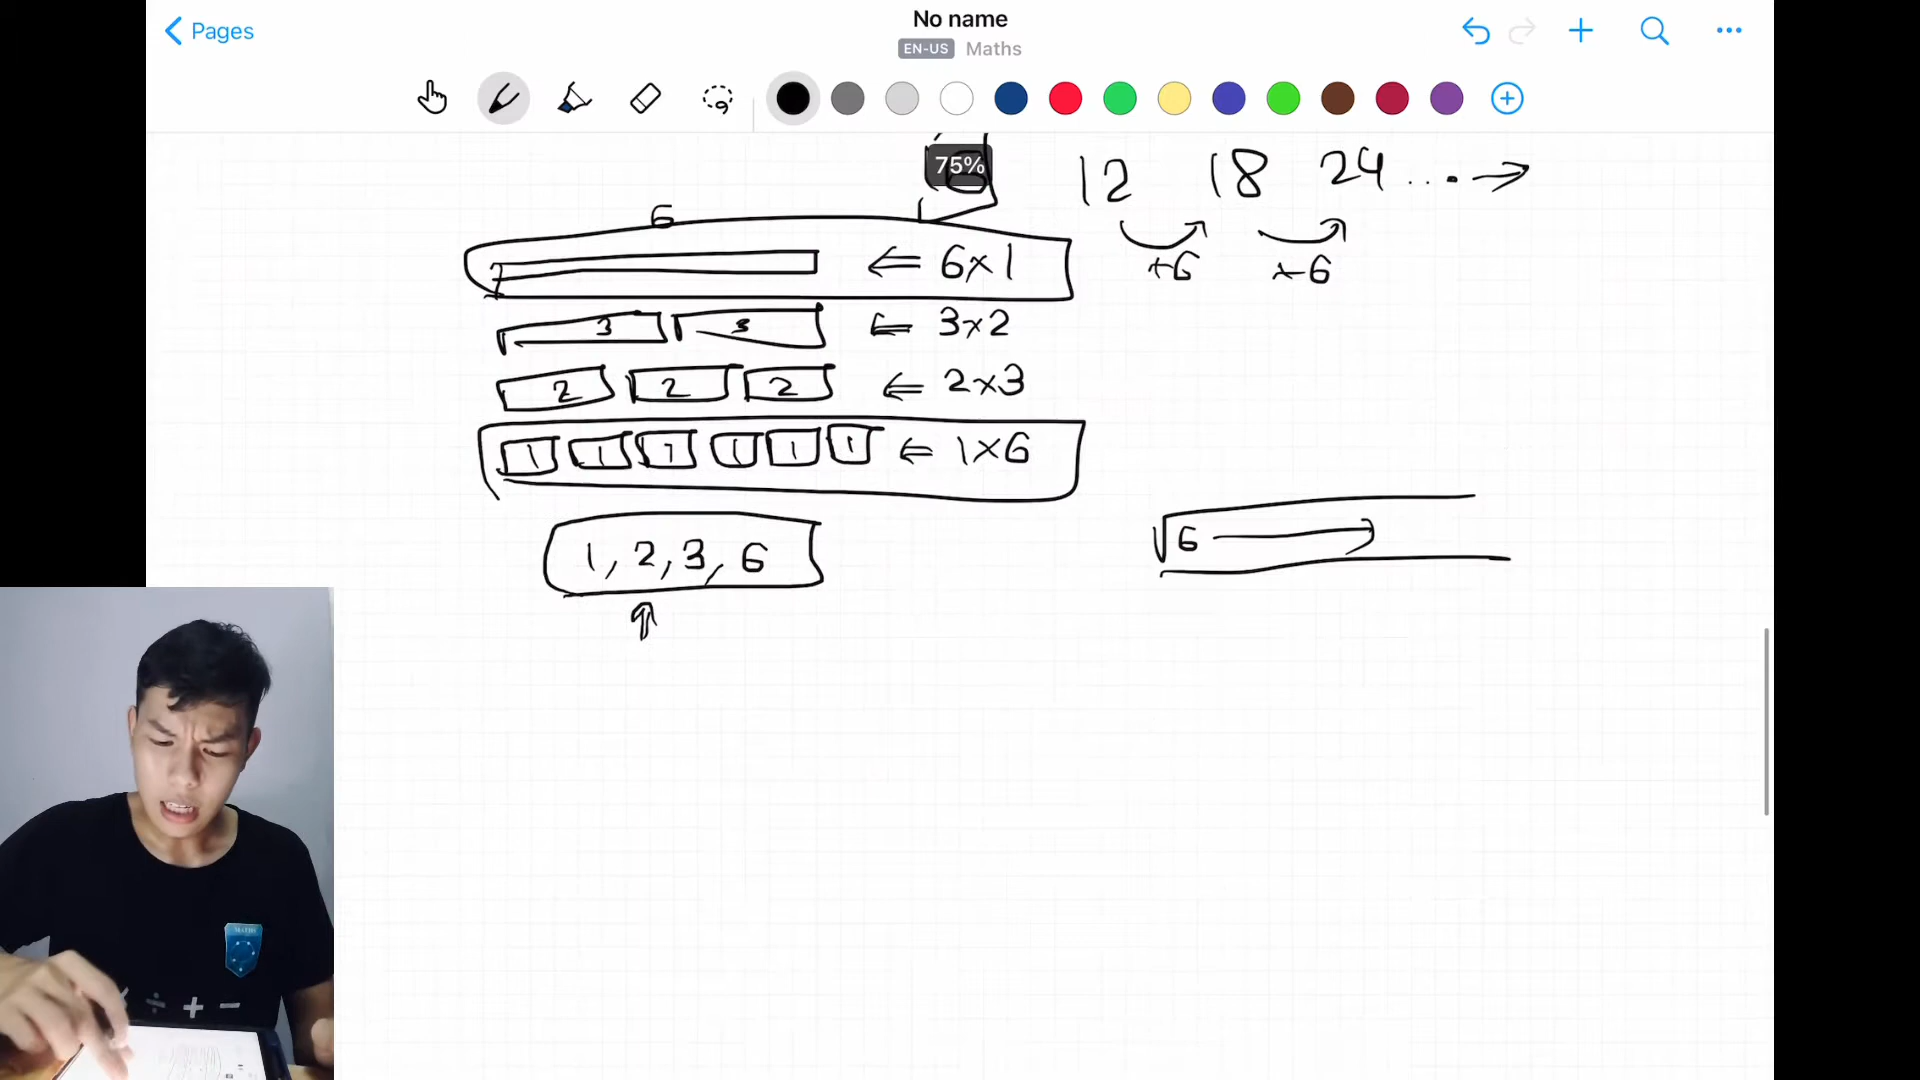 No name
Pages
EN-US Maths
75%
12 18 24 ... →
+6 +6
6
⇐ 6×1
3 3 ⇐ 3×2
2 2 2 ⇐ 2×3
1 1 1 1 1 1 ⇐ 1×6
1, 2, 3, 6
6
÷ + −